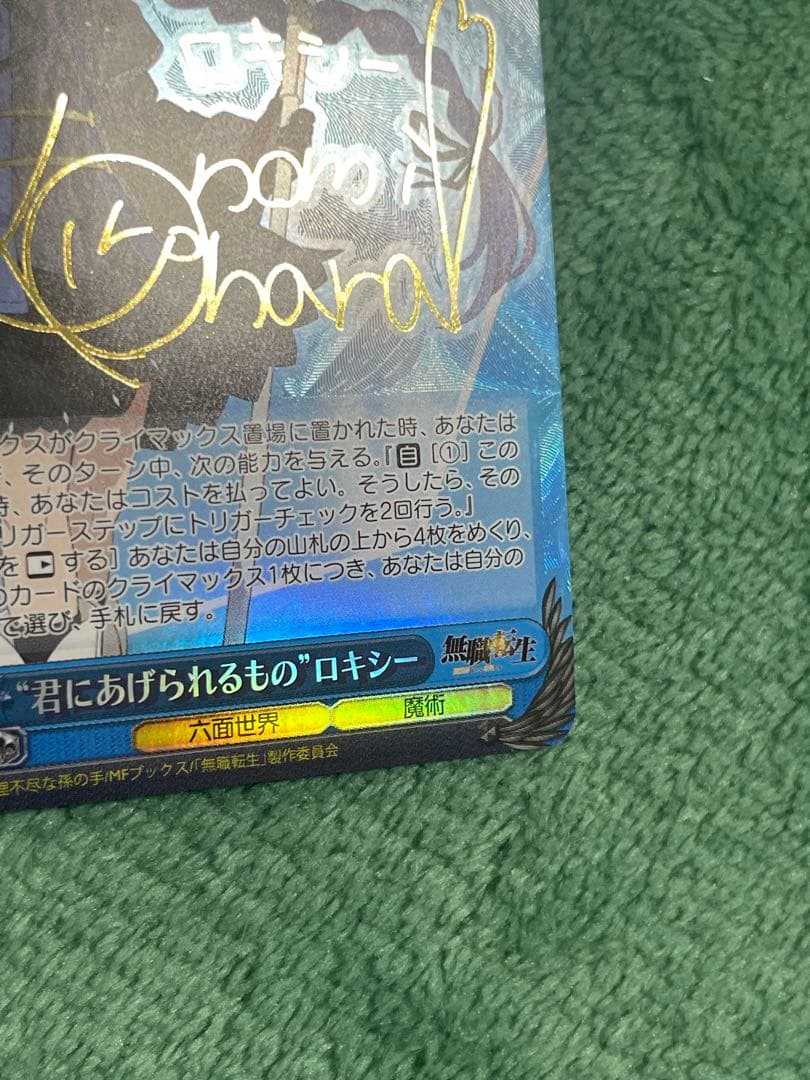 ロキシー
Konomi
Kohara
ックスがクライマックス置場に置かれた時、あなたは
、そのターン中、次の能力を与える。『自[①]この
時、あなたはコストを払ってよい。そうしたら、その
リガーステップにトリガーチェックを2回行う。』
を する] あなたは自分の山札の上から4枚をめくり、
のカードのクライマックス1枚につき、あなたは自分の
で選び、手札に戻す。
“君にあげられるもの”ロキシー
無職転生
六面世界
魔術
理不尽な孫の手/MFブックス/「無職転生」製作委員会